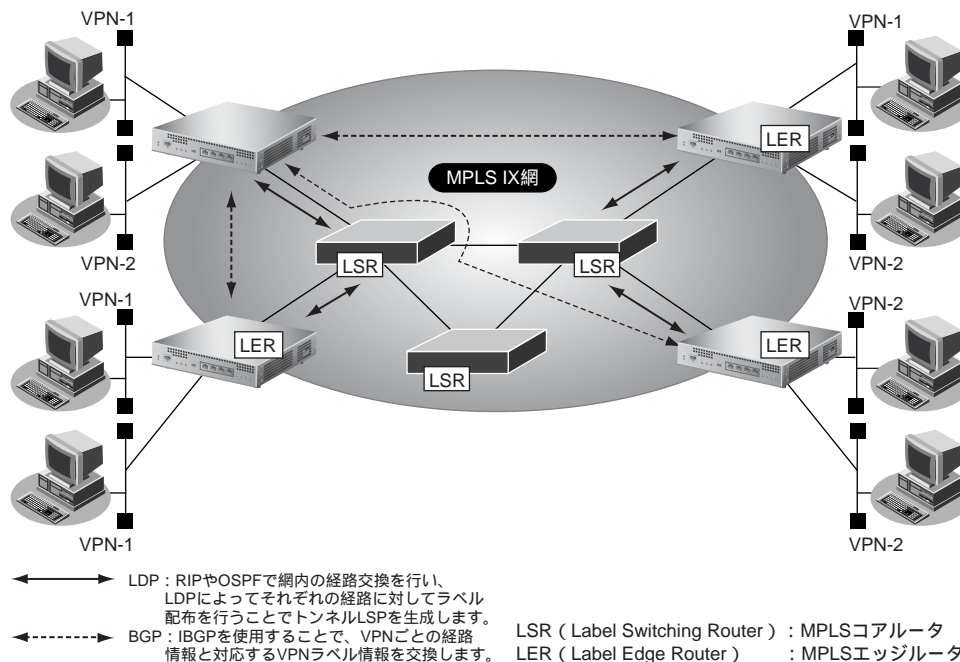 VPN-1
VPN-1
LER
MPLS IX網
VPN-2
LSR
LSR
VPN-2
VPN-1
VPN-2
LER
LER
LSR
VPN-1
VPN-2
LDP：RIPやOSPFで網内の経路交換を行い、
LDPによってそれぞれの経路に対してラベル
配布を行うことでトンネルLSPを生成します。
BGP：IBGPを使用することで、VPNごとの経路
情報と対応するVPNラベル情報を交換します。
LSR（Label Switching Router）：MPLSコアルータ
LER（Label Edge Router）：MPLSエッジルータ